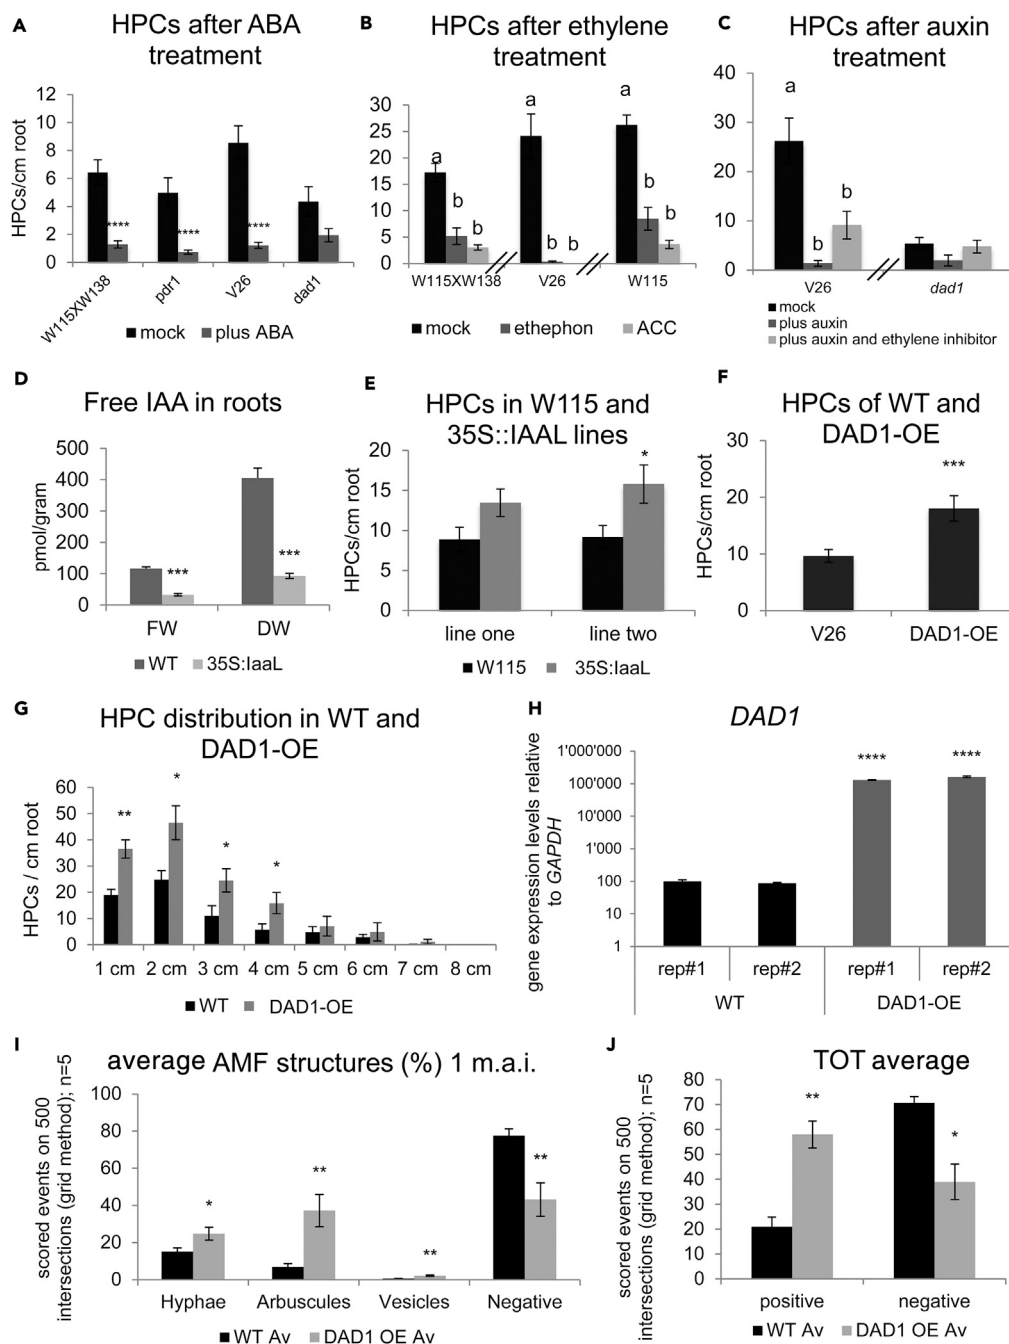 A
HPCs after ABA
treatment
HPCs/cm root
12
10
8
6
4
2
0
****
****
****
W115XW138
pdr1
V26
dad1
mock plus ABA
B
HPCs after ethylene
treatment
30
25
20
15
10
5
0
a
b
b
a
b
b
a
b
b
W115XW138
V26
W115
mock ethephon ACC
C
HPCs after auxin
treatment
40
30
20
10
0
a
b
b
V26
dad1
mock
plus auxin
plus auxin and ethylene inhibitor
D
Free IAA in roots
pmol/gram
500
400
300
200
100
0
***
***
FW
DW
WT 35S:IaaL
E
HPCs in W115 and
35S::IAAL lines
HPCs/cm root
20
15
10
5
0
*
line one
line two
W115 35S:IaaL
F
HPCs of WT and
DAD1-OE
HPCs/cm root
30
20
10
0
***
V26
DAD1-OE
G
HPC distribution in WT and
DAD1-OE
HPCs / cm root
60
50
40
30
20
10
0
**
*
*
*
1 cm 2 cm 3 cm 4 cm 5 cm 6 cm 7 cm 8 cm
WT DAD1-OE
H
DAD1
gene expression levels relative
to GAPDH
1'000'000
100'000
10'000
1'000
100
10
1
****
****
rep#1 rep#2 rep#1 rep#2
WT DAD1-OE
I
average AMF structures (%) 1 m.a.i.
scored events on 500
intersections (grid method); n=5
100
80
60
40
20
0
*
**
**
**
Hyphae Arbuscules Vesicles Negative
WT Av DAD1 OE Av
J
TOT average
scored events on 500
intersections (grid method); n=5
80
70
60
50
40
30
20
10
0
**
*
positive negative
WT Av DAD1 OE Av